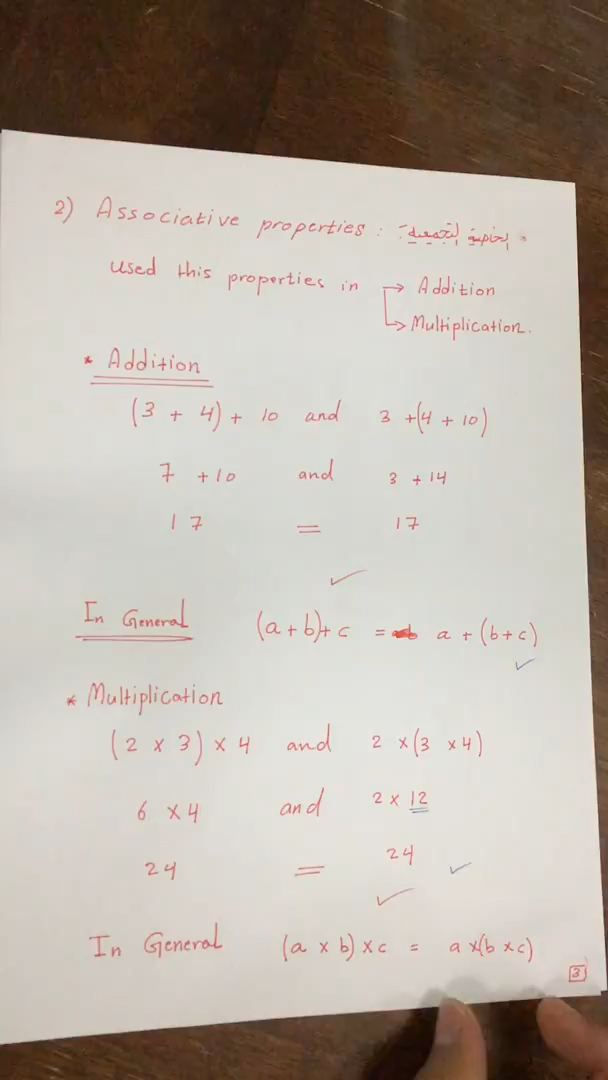 2) Associative properties : الخاصية التجميعية
used this properties in → Addition
→ Multiplication.
* Addition
(3 + 4) + 10 and 3 + (4 + 10)
7 + 10 and 3 + 14
17 = 17
✓
In General (a + b) + c = a + (b + c)
✓
* Multiplication
(2 × 3) × 4 and 2 × (3 × 4)
6 × 4 and 2 × 12
24 = 24 ✓
✓
In General (a × b) × c = a × (b × c)
3